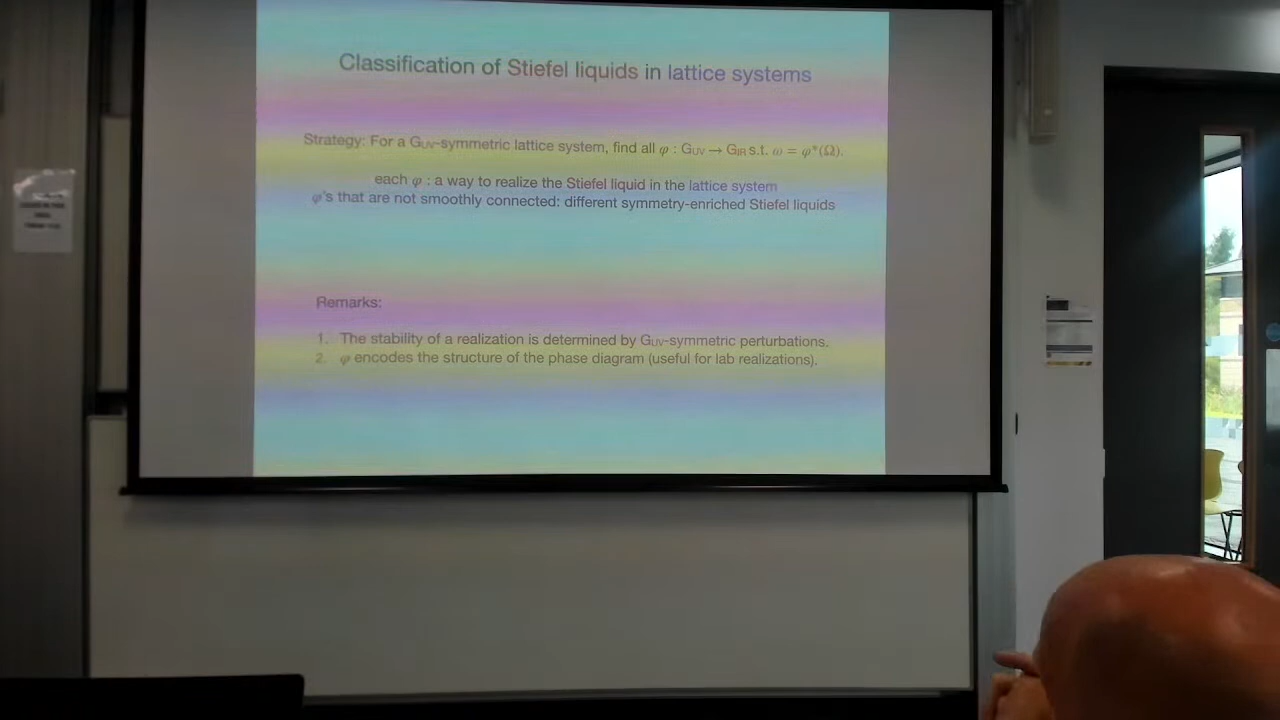 Classification of Stiefel liquids in lattice systems
Strategy: For a GUV-symmetric lattice system, find all φ : GUV → GIR s.t. ω = φ*(Ω).
each φ : a way to realize the Stiefel liquid in the lattice system
φ's that are not smoothly connected: different symmetry-enriched Stiefel liquids
Remarks:
1. The stability of a realization is determined by GUV-symmetric perturbations.
2. φ encodes the structure of the phase diagram (useful for lab realizations).